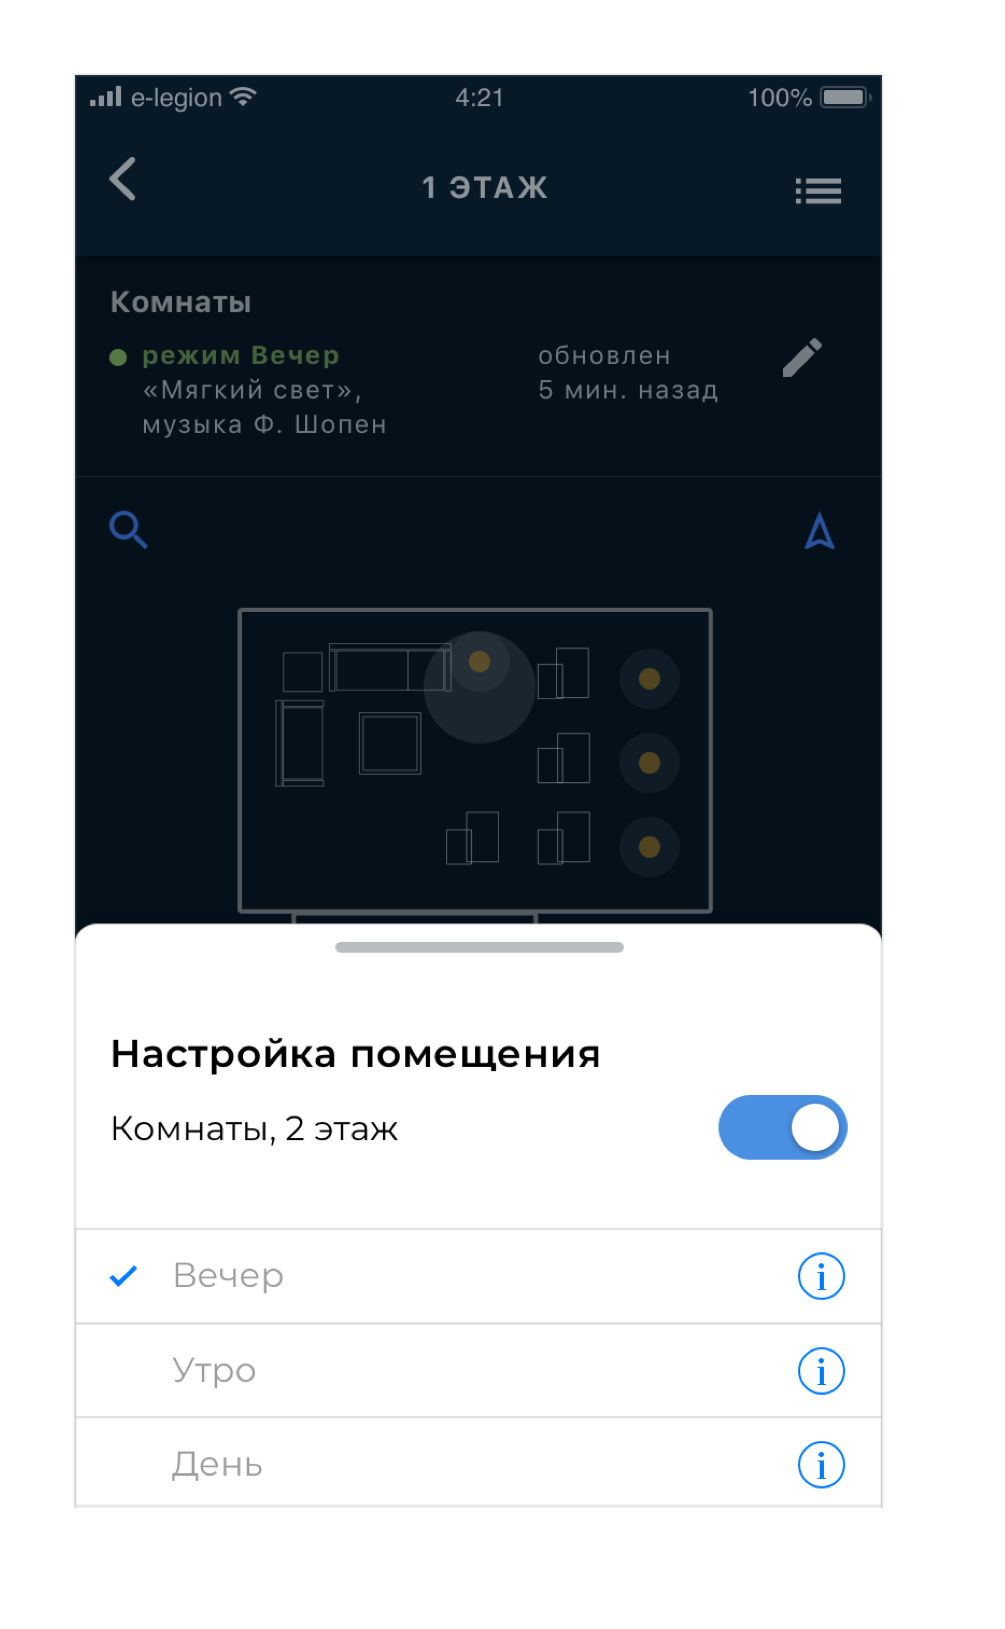 e-legion 4:21 100%
1 ЭТАЖ
Комнаты
режим Вечер
«Мягкий свет»,
музыка Ф. Шопен
обновлен
5 мин. назад
Настройка помещения
Комнаты, 2 этаж
Вечер
Утро
День